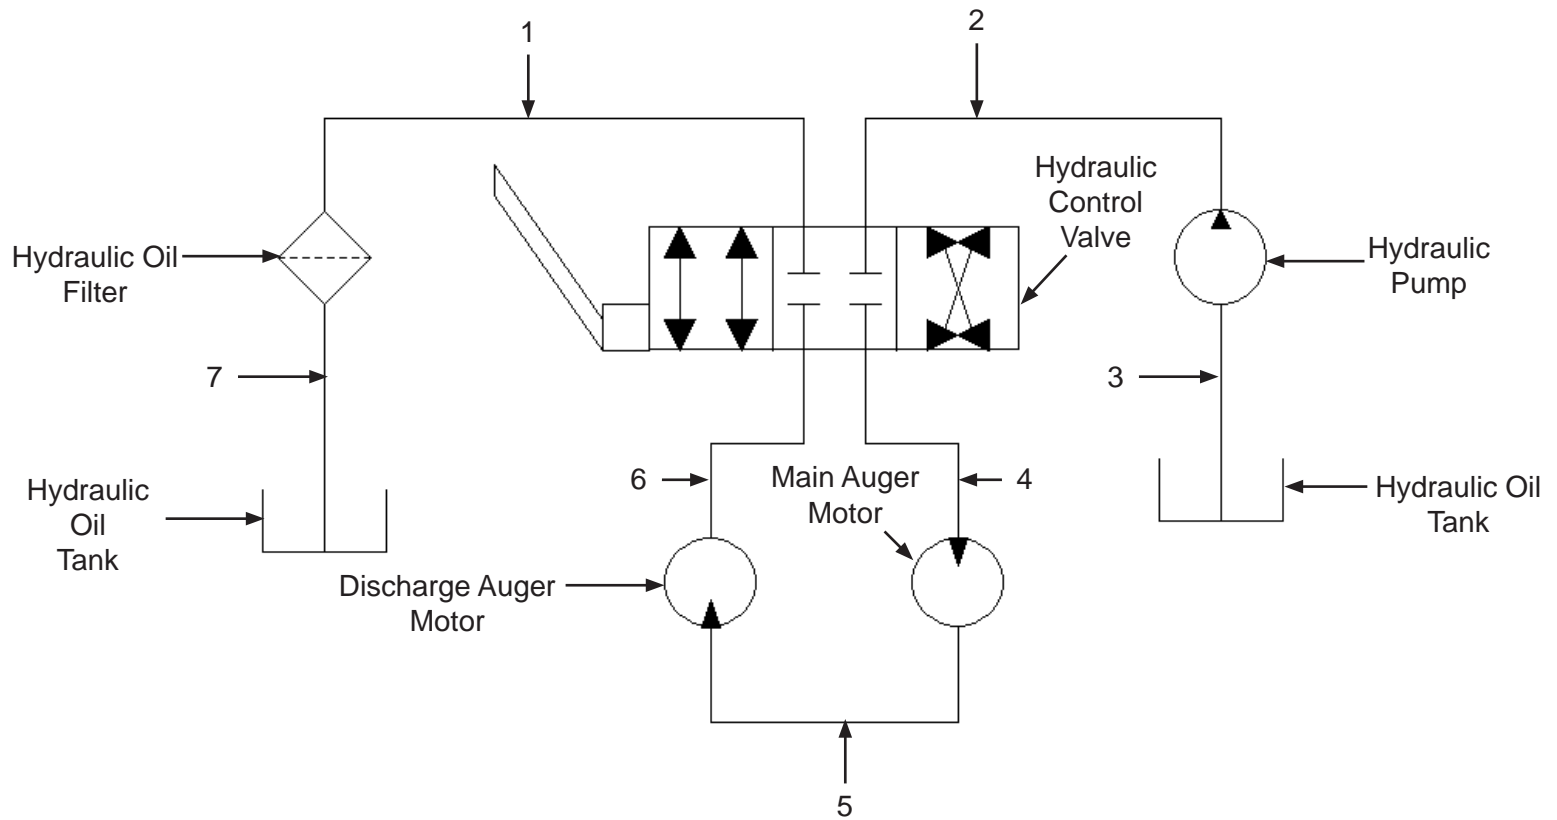 1
2
Hydraulic
Control
Valve
Hydraulic Oil
Filter
Hydraulic
Pump
7
3
6
Main Auger
Motor
4
Hydraulic
Oil
Tank
Hydraulic Oil
Tank
Discharge Auger
Motor
5